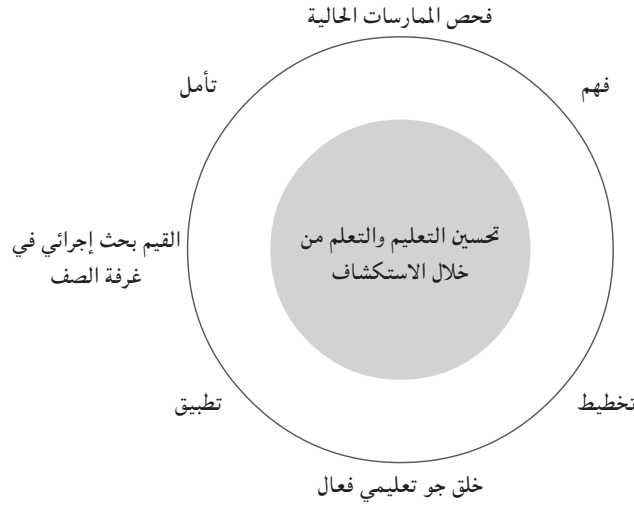 فحص الممارسات الحالية
تأمل
فهم
تحسين التعليم والتعلم من
خلال الاستكشاف
القيم بحث إجرائي في
غرفة الصف
تطبيق
تخطيط
خلق جو تعليمي فعال